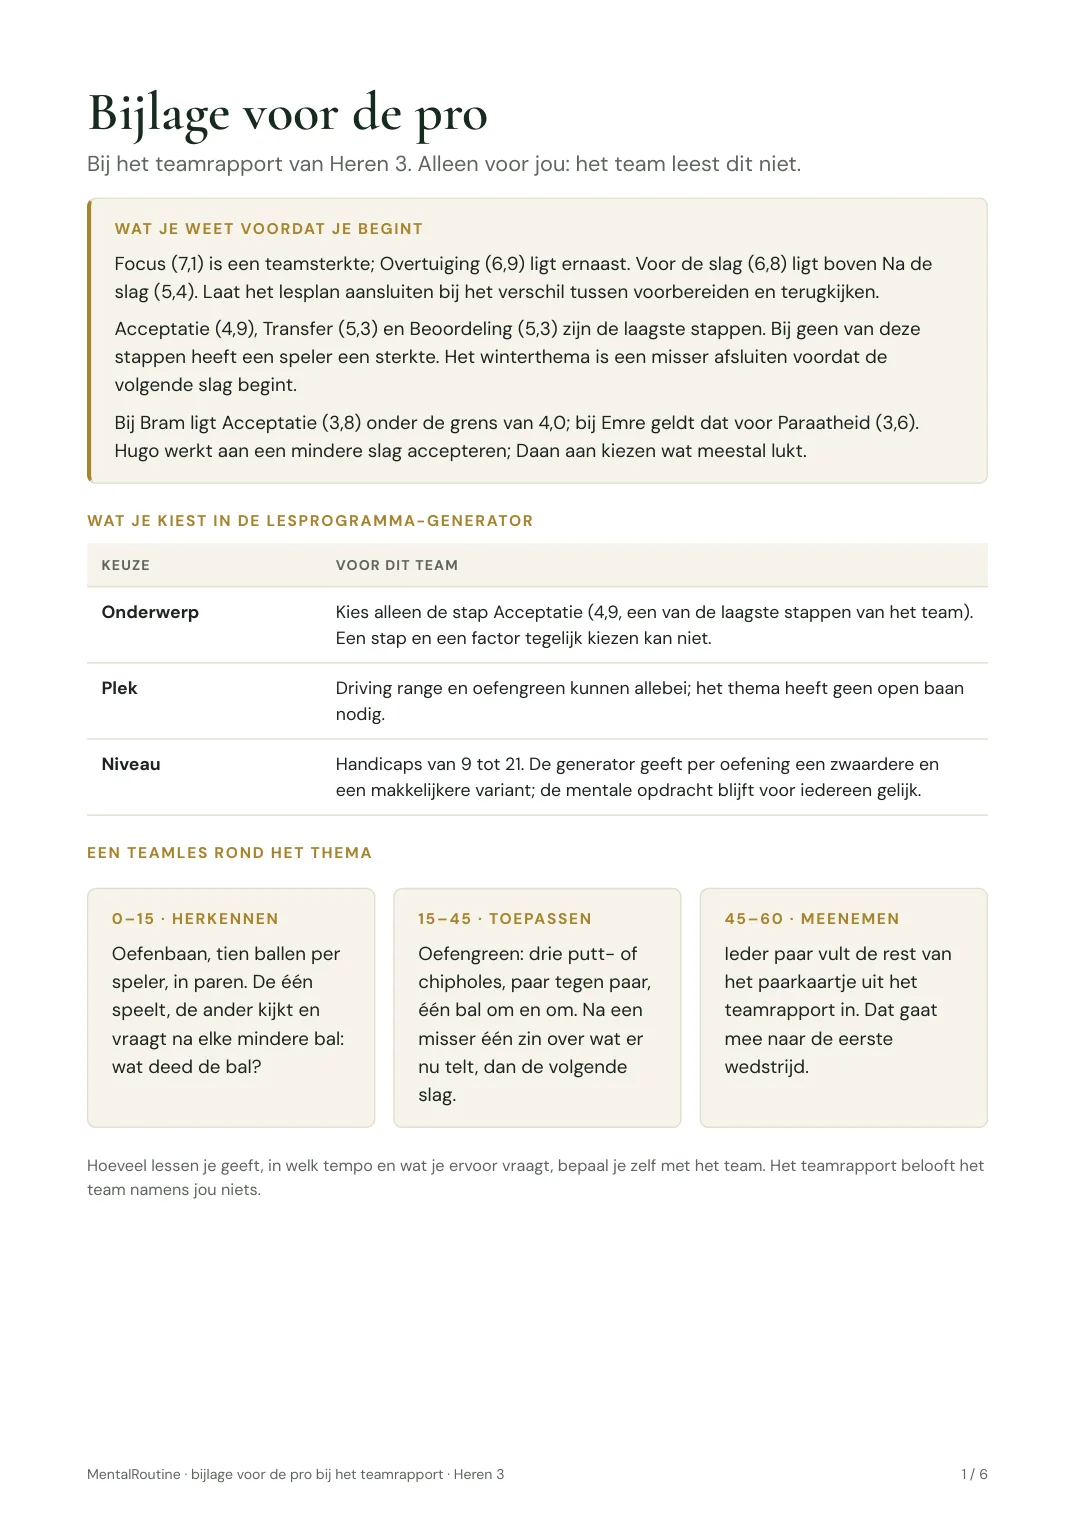 Bijlage voor de pro
Bij het teamrapport van Heren 3. Alleen voor jou: het team leest dit niet.
WAT JE WEET VOORDAT JE BEGINT
Focus (7,1) is een teamsterkte; Overtuiging (6,9) ligt ernaast. Voor de slag (6,8) ligt boven Na de
slag (5,4). Laat het lesplan aansluiten bij het verschil tussen voorbereiden en terugkijken.
Acceptatie (4,9), Transfer (5,3) en Beoordeling (5,3) zijn de laagste stappen. Bij geen van deze
stappen heeft een speler een sterkte. Het winterthema is een misser afsluiten voordat de
volgende slag begint.
Bij Bram ligt Acceptatie (3,8) onder de grens van 4,0; bij Emre geldt dat voor Paraatheid (3,6).
Hugo werkt aan een mindere slag accepteren; Daan aan kiezen wat meestal lukt.
WAT JE KIEST IN DE LESPROGRAMMA-GENERATOR
KEUZE VOOR DIT TEAM
Onderwerp Kies alleen de stap Acceptatie (4,9, een van de laagste stappen van het team).
Een stap en een factor tegelijk kiezen kan niet.
Plek Driving range en oefengreen kunnen allebei; het thema heeft geen open baan
nodig.
Niveau Handicaps van 9 tot 21. De generator geeft per oefening een zwaardere en
een makkelijkere variant; de mentale opdracht blijft voor iedereen gelijk.
EEN TEAMLES ROND HET THEMA
0–15 · HERKENNEN
Oefenbaan, tien ballen per
speler, in paren. De één
speelt, de ander kijkt en
vraagt na elke mindere bal:
wat deed de bal?
15–45 · TOEPASSEN
Oefengreen: drie putt- of
chipholes, paar tegen paar,
één bal om en om. Na een
misser één zin over wat er
nu telt, dan de volgende
slag.
45–60 · MEENEMEN
Ieder paar vult de rest van
het paarkaartje uit het
teamrapport in. Dat gaat
mee naar de eerste
wedstrijd.
Hoeveel lessen je geeft, in welk tempo en wat je ervoor vraagt, bepaal je zelf met het team. Het teamrapport belooft het
team namens jou niets.
MentalRoutine · bijlage voor de pro bij het teamrapport · Heren 3 1 / 6